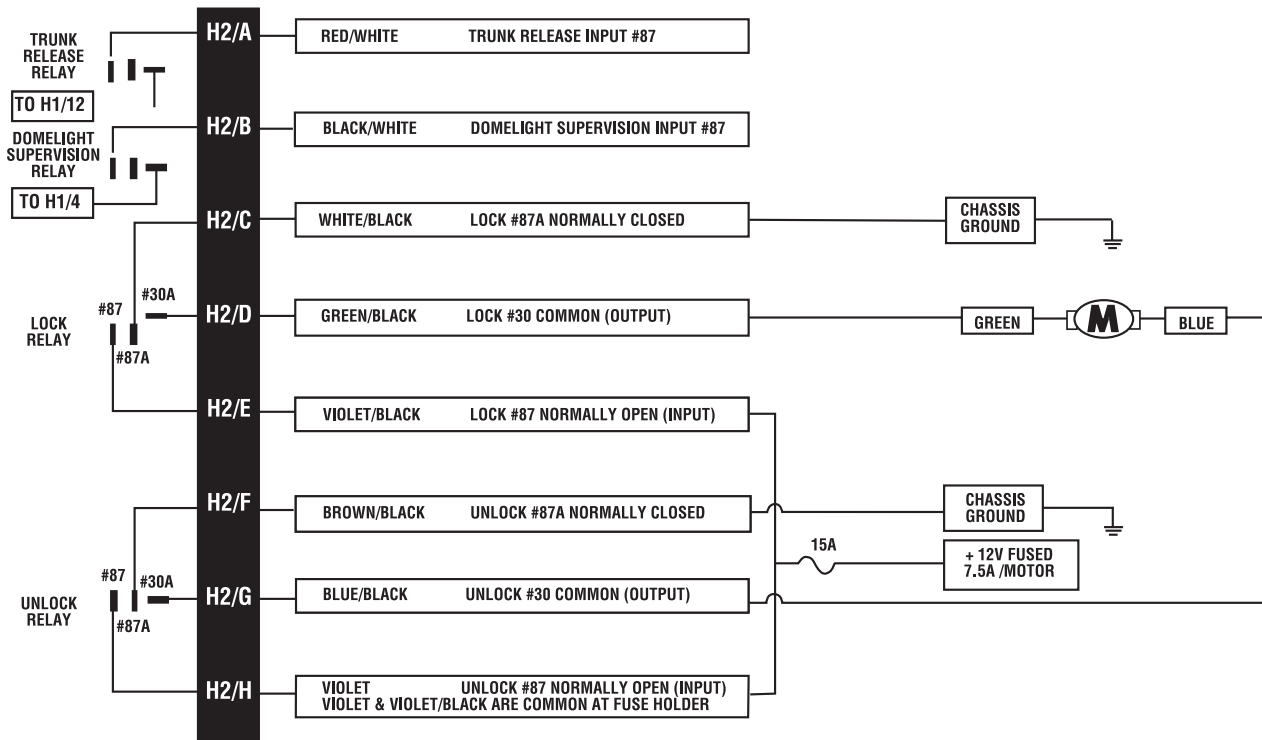 TRUNK
RELEASE
RELAY
TO H1/12
DOMELIGHT
SUPERVISION
RELAY
TO H1/4
#87
#30A
#87A
LOCK
RELAY
#87
#30A
#87A
UNLOCK
RELAY
H2/A
RED/WHITE TRUNK RELEASE INPUT #87
H2/B
BLACK/WHITE DOMELIGHT SUPERVISION INPUT #87
H2/C
WHITE/BLACK LOCK #87A NORMALLY CLOSED
CHASSIS
GROUND
H2/D
GREEN/BLACK LOCK #30 COMMON (OUTPUT)
GREEN
M
BLUE
H2/E
VIOLET/BLACK LOCK #87 NORMALLY OPEN (INPUT)
H2/F
BROWN/BLACK UNLOCK #87A NORMALLY CLOSED
CHASSIS
GROUND
15A
+ 12V FUSED
7.5A /MOTOR
H2/G
BLUE/BLACK UNLOCK #30 COMMON (OUTPUT)
H2/H
VIOLET UNLOCK #87 NORMALLY OPEN (INPUT)
VIOLET & VIOLET/BLACK ARE COMMON AT FUSE HOLDER